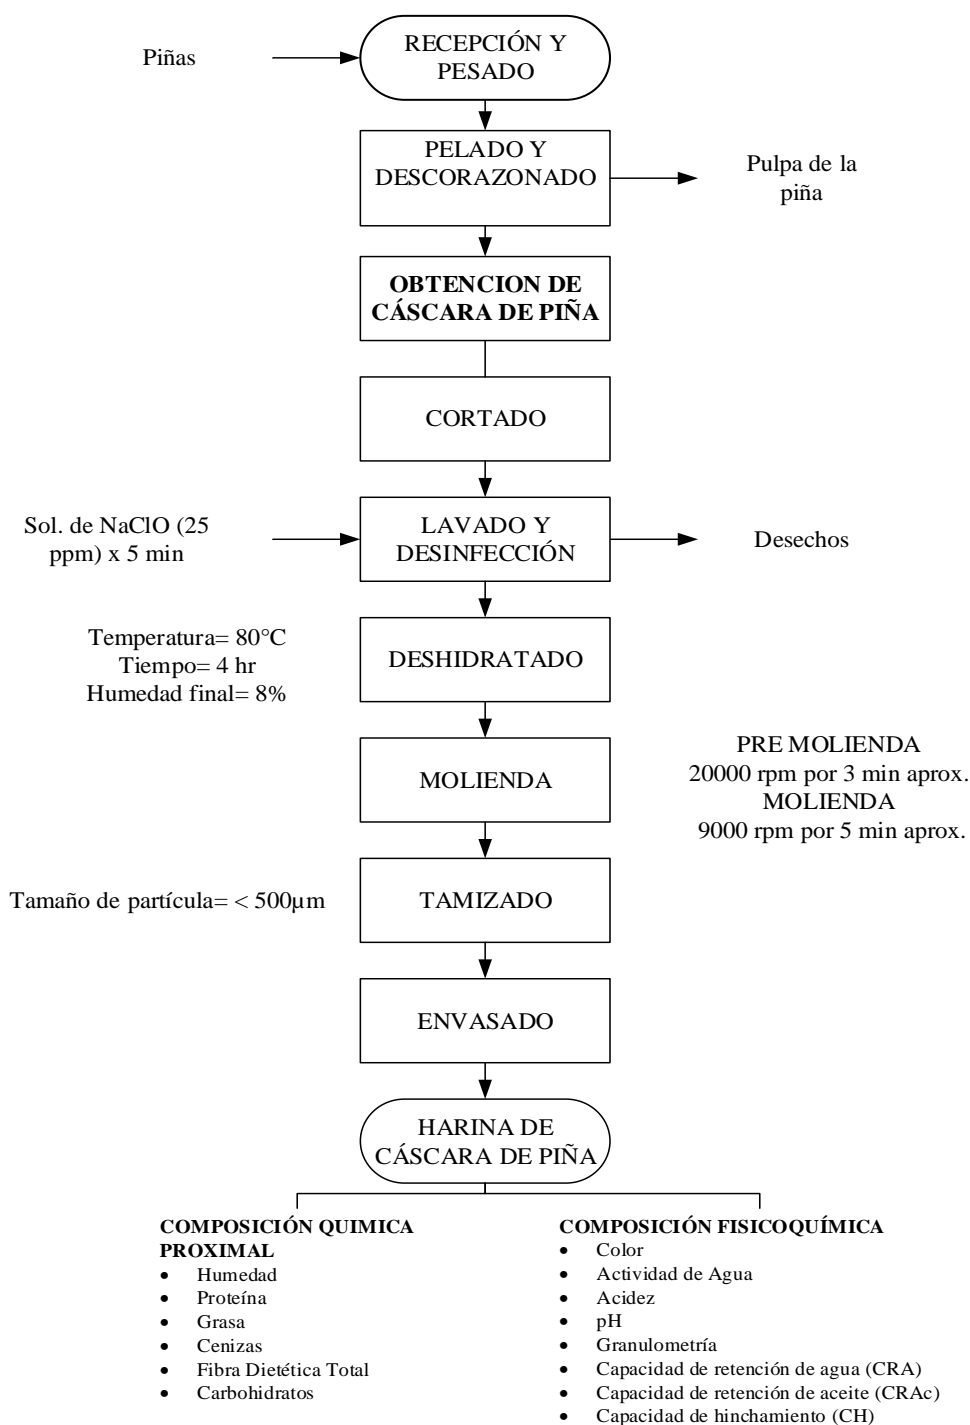 Piñas
RECEPCIÓN Y
PESADO
PELADO Y
DESCORAZONADO
Pulpa de la
piña
OBTENCION DE
CÁSCARA DE PIÑA
CORTADO
Sol. de NaClO (25
ppm) x 5 min
LAVADO Y
DESINFECCIÓN
Desechos
Temperatura= 80°C
Tiempo= 4 hr
Humedad final= 8%
DESHIDRATADO
MOLIENDA
PRE MOLIENDA
20000 rpm por 3 min aprox.
MOLIENDA
9000 rpm por 5 min aprox.
Tamaño de partícula= < 500µm
TAMIZADO
ENVASADO
HARINA DE
CÁSCARA DE PIÑA
COMPOSICIÓN QUIMICA
PROXIMAL
• Humedad
• Proteína
• Grasa
• Cenizas
• Fibra Dietética Total
• Carbohidratos
COMPOSICIÓN FISICOQUÍMICA
• Color
• Actividad de Agua
• Acidez
• pH
• Granulometría
• Capacidad de retención de agua (CRA)
• Capacidad de retención de aceite (CRAc)
• Capacidad de hinchamiento (CH)